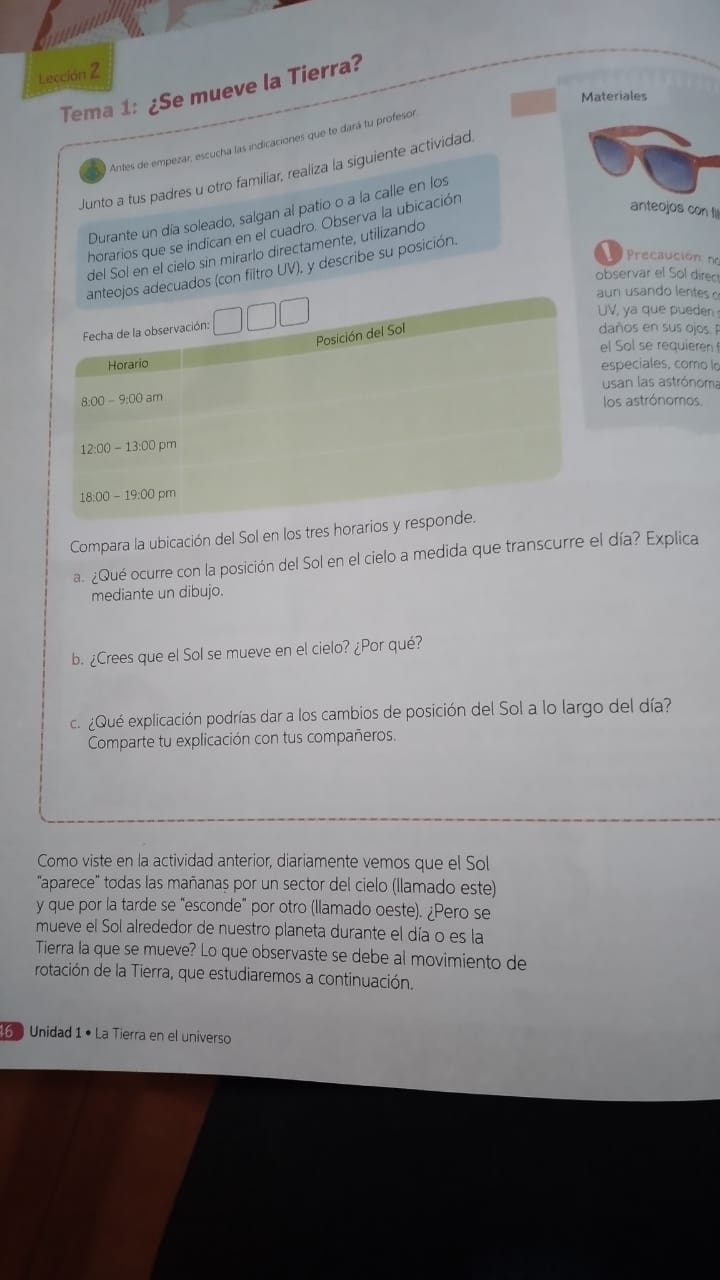 Lección 2
Tema 1: ¿Se mueve la Tierra?
Antes de empezar, escucha las indicaciones que te dará tu profesor.
Junto a tus padres u otro familiar, realiza la siguiente actividad.
Durante un día soleado, salgan al patio o a la calle en los
horarios que se indican en el cuadro. Observa la ubicación
del Sol en el cielo sin mirarlo directamente, utilizando
anteojos adecuados (con filtro UV), y describe su posición.
Materiales
anteojos con
Precaución:
observar el Sol
aun usando lentes
UV, ya que pueden
daños en sus ojos.
el Sol se requieren
especiales, como
usan las
los astrónomos.
Fecha de la observación:
Horario
Posición del Sol
8:00 - 9:00 am
12:00 - 13:00 pm
18:00 - 19:00 pm
Compara la ubicación del Sol en los tres horarios y responde.
a. ¿Qué ocurre con la posición del Sol en el cielo a medida que transcurre el día? Explica
mediante un dibujo.
b. ¿Crees que el Sol se mueve en el cielo? ¿Por qué?
c. ¿Qué explicación podrías dar a los cambios de posición del Sol a lo largo del día?
Comparte tu explicación con tus compañeros.
Como viste en la actividad anterior, diariamente vemos que el Sol
"aparece" todas las mañanas por un sector del cielo (llamado este)
y que por la tarde se "esconde" por otro (llamado oeste). ¿Pero se
mueve el Sol alrededor de nuestro planeta durante el día o es la
Tierra la que se mueve? Lo que observaste se debe al movimiento de
rotación de la Tierra, que estudiaremos a continuación.
46 Unidad 1 • La Tierra en el universo